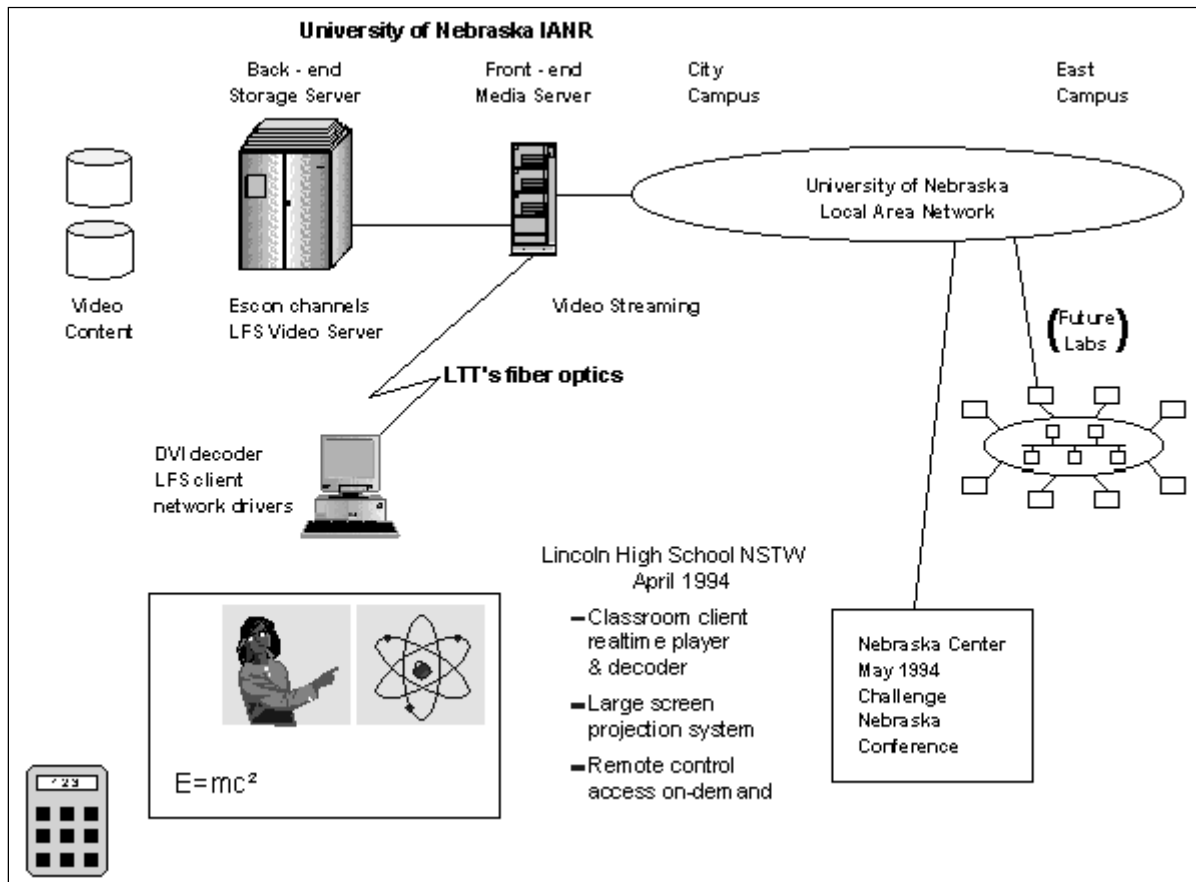 University of Nebraska IANR
Back - end
Storage Server
Front - end
Media Server
City
Campus
East
Campus
University of Nebraska
Local Area Network
Video
Content
Escon channels
LFS Video Server
Video Streaming
(Future
Labs)
LTT's fiber optics
DVI decoder
LFS client
network drivers
Lincoln High School NSTW
April 1994
–Classroom client
realtime player
& decoder
–Large screen
projection system
–Remote control
access on-demand
Nebraska Center
May 1994
Challenge
Nebraska
Conference
E=mc²
123